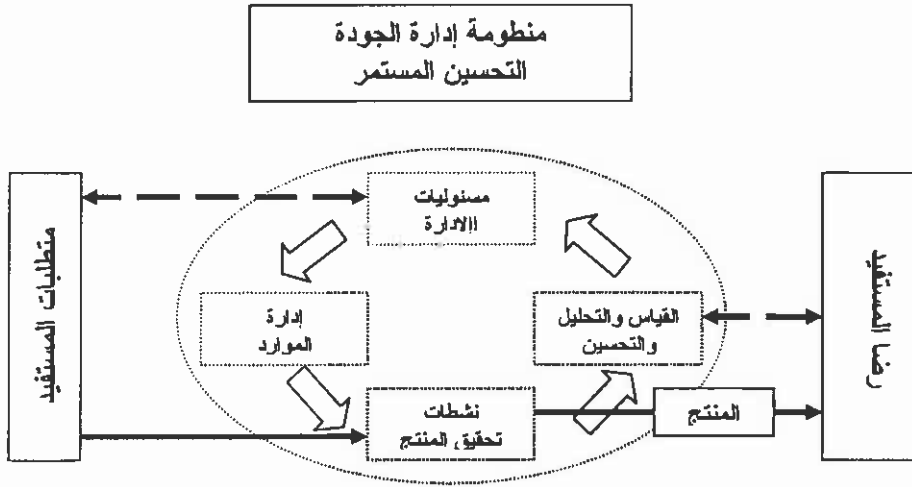 منظومة إدارة الجودة
التحسين المستمر
مسئوليات
االادارة
متطلبات المستفيد
رضا المستفيد
إدارة
الموارد
القياس والتحليل
والتحسين
نشطات
تحقيق المنتج
المنتج